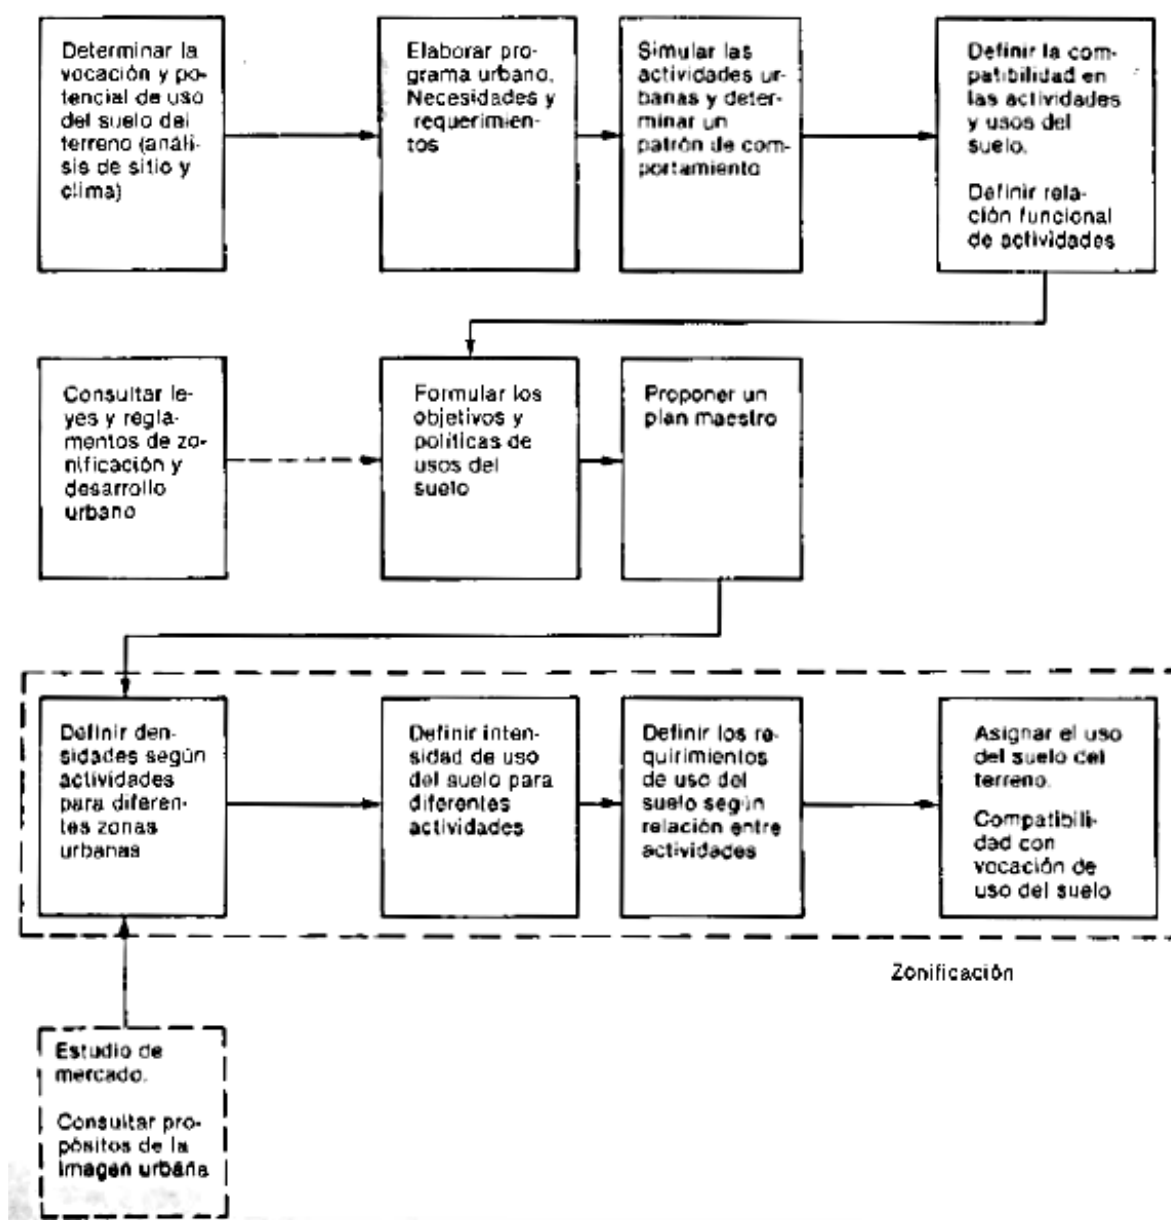 Determinar la
vocación y po-
tencial de uso
del suelo del
terreno (análi-
sis de sitio y
clima)
Elaborar pro-
grama urbano.
Necesidades y
requerimien-
tos
Simular las
actividades ur-
banas y deter-
minar un
patrón de com-
portamiento
Definir la com-
patibilidad en
las actividades
y usos del
suelo.
Definir rela-
ción funcional
de actividades
Consultar le-
yes y regla-
mentos de zo-
nificación y
desarrollo
urbano
Formular los
objetivos y
políticas de
usos del
suelo
Proponer un
plan maestro
Definir den-
sidades según
actividades
para diferen-
tes zonas
urbanas
Definir inten-
sidad de uso
del suelo para
diferentes
actividades
Definir los re-
quirimientos
de uso del
suelo según
relación entre
actividades
Asignar el uso
del suelo del
terreno.
Compatibili-
dad con
vocación de
uso del suelo
Zonificación
Estudio de
mercado.
Consultar pro-
pósitos de la
imagen urbana